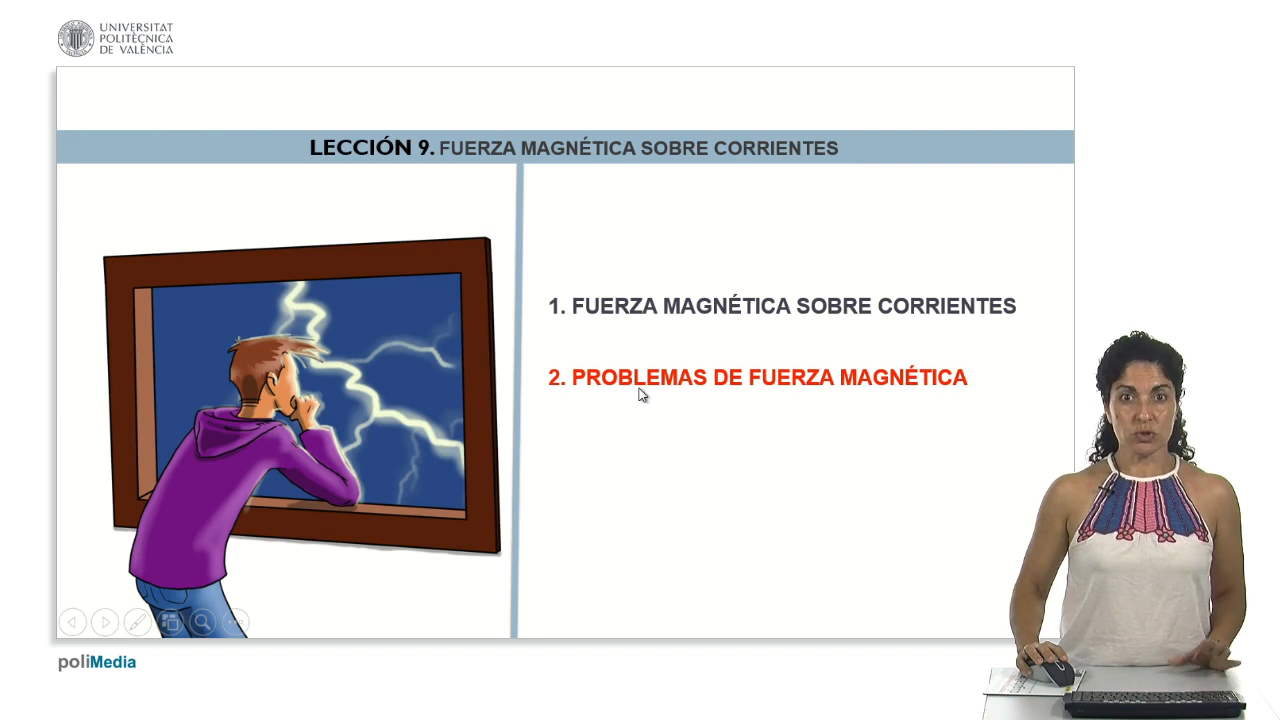 UNIVERSITAT
POLITÈCNICA
DE VALÈNCIA
LECCIÓN 9. FUERZA MAGNÉTICA SOBRE CORRIENTES
1. FUERZA MAGNÉTICA SOBRE CORRIENTES
2. PROBLEMAS DE FUERZA MAGNÉTICA
poliMedia